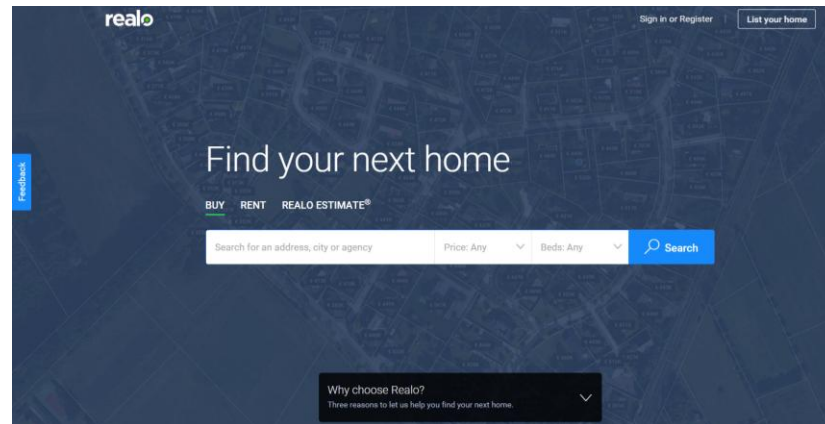 realo
Sign in or Register
List your home
Feedback
Find your next home
BUY RENT REALO ESTIMATE®
Search for an address, city or agency Price: Any Beds: Any Search
Why choose Realo?
Three reasons to let us help you find your next home.